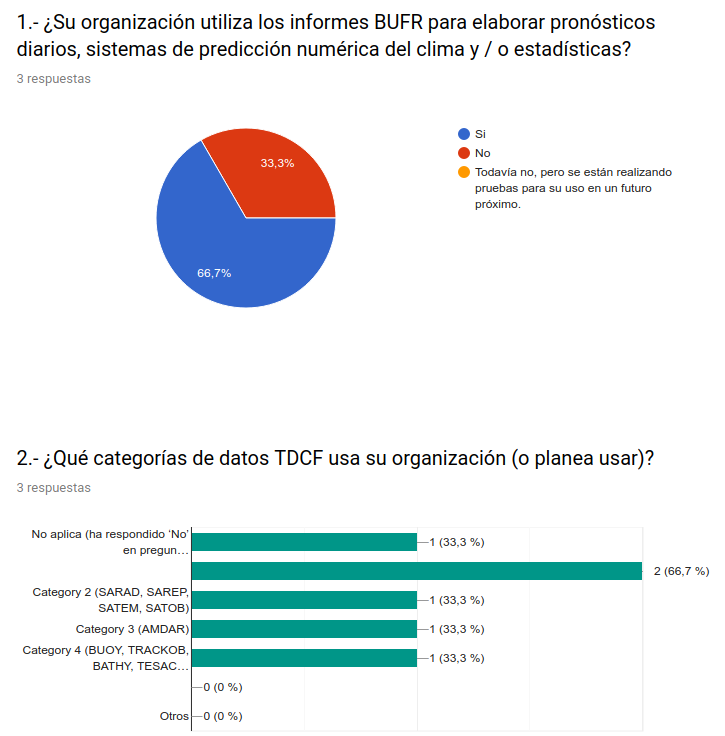 1.- ¿Su organización utiliza los informes BUFR para elaborar pronósticos
diarios, sistemas de predicción numérica del clima y / o estadísticas?
3 respuestas
33,3%
66,7%
Si
No
Todavía no, pero se están realizando
pruebas para su uso en un futuro
próximo.
2.- ¿Qué categorías de datos TDCF usa su organización (o planea usar)?
3 respuestas
No aplica (ha respondido ‘No’
en pregun…
1 (33,3 %)
2 (66,7 %)
Category 2 (SARAD, SAREP,
SATEM, SATOB)
1 (33,3 %)
Category 3 (AMDAR)
1 (33,3 %)
Category 4 (BUOY, TRACKOB,
BATHY, TESAC…
1 (33,3 %)
0 (0 %)
Otros
0 (0 %)